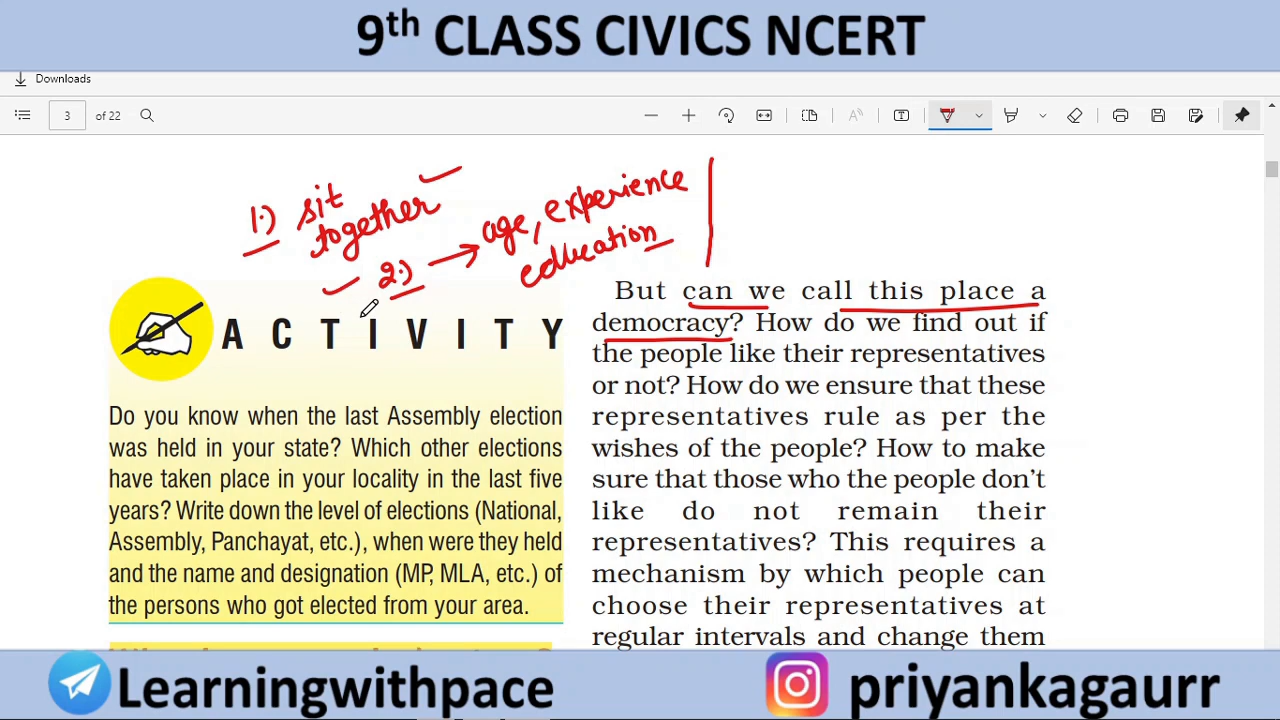 9th CLASS CIVICS NCERT
Downloads
3 of 22
1.) sit together
2.) → age, experience
education
ACTIVITY
Do you know when the last Assembly election
was held in your state? Which other elections
have taken place in your locality in the last five
years? Write down the level of elections (National,
Assembly, Panchayat, etc.), when were they held
and the name and designation (MP, MLA, etc.) of
the persons who got elected from your area.
But can we call this place a
democracy? How do we find out if
the people like their representatives
or not? How do we ensure that these
representatives rule as per the
wishes of the people? How to make
sure that those who the people don't
like do not remain their
representatives? This requires a
mechanism by which people can
choose their representatives at
regular intervals and change them
Learningwithpace
priyankagaurr